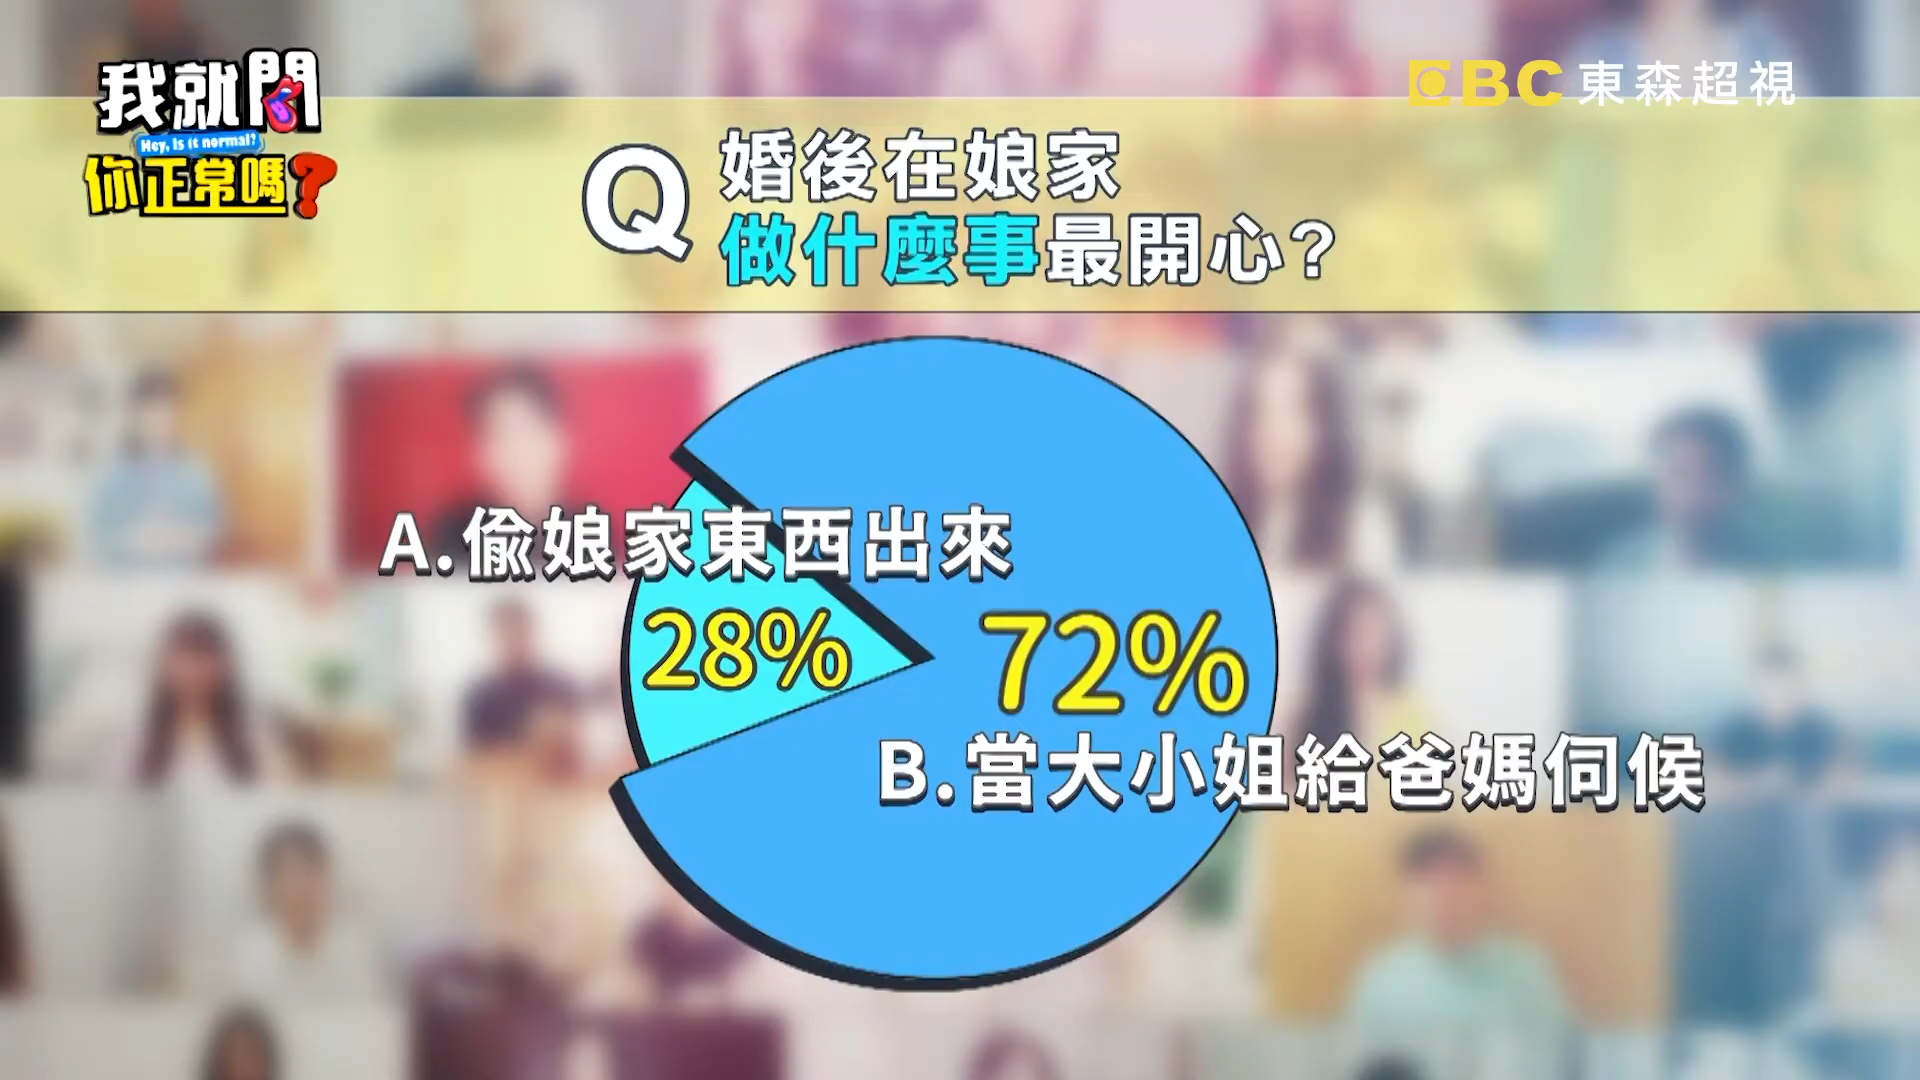 我就問
Hey, is it normal?
你正常嗎?
EBC 東森超視
Q 婚後在娘家
做什麼事最開心?
A.偷娘家東西出來
28%
72%
B.當大小姐給爸媽伺候